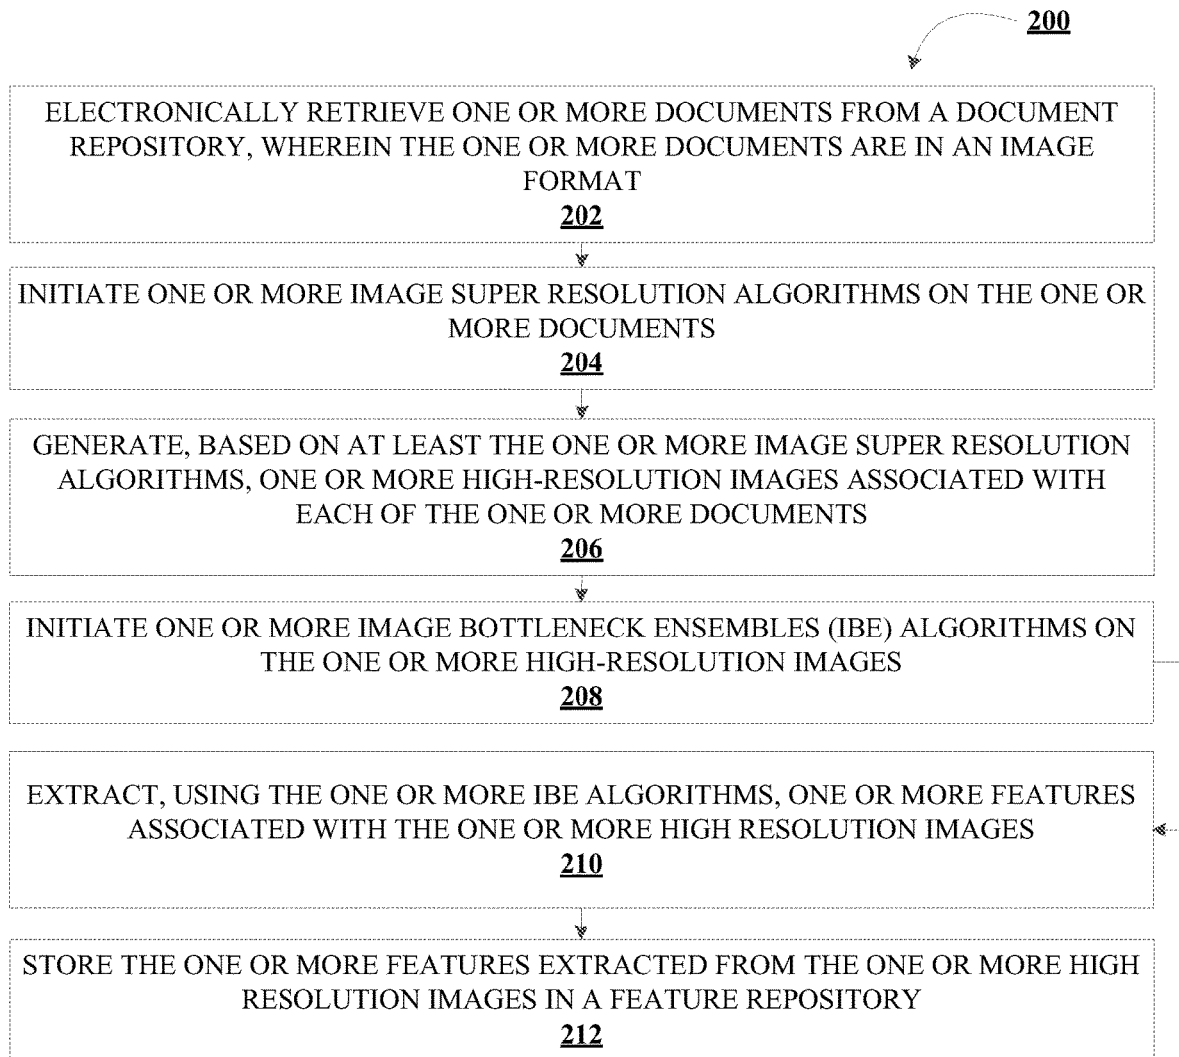 200
ELECTRONICALLY RETRIEVE ONE OR MORE DOCUMENTS FROM A DOCUMENT
REPOSITORY, WHEREIN THE ONE OR MORE DOCUMENTS ARE IN AN IMAGE
FORMAT
202
INITIATE ONE OR MORE IMAGE SUPER RESOLUTION ALGORITHMS ON THE ONE OR
MORE DOCUMENTS
204
GENERATE, BASED ON AT LEAST THE ONE OR MORE IMAGE SUPER RESOLUTION
ALGORITHMS, ONE OR MORE HIGH-RESOLUTION IMAGES ASSOCIATED WITH
EACH OF THE ONE OR MORE DOCUMENTS
206
INITIATE ONE OR MORE IMAGE BOTTLENECK ENSEMBLES (IBE) ALGORITHMS ON
THE ONE OR MORE HIGH-RESOLUTION IMAGES
208
EXTRACT, USING THE ONE OR MORE IBE ALGORITHMS, ONE OR MORE FEATURES
ASSOCIATED WITH THE ONE OR MORE HIGH RESOLUTION IMAGES
210
STORE THE ONE OR MORE FEATURES EXTRACTED FROM THE ONE OR MORE HIGH
RESOLUTION IMAGES IN A FEATURE REPOSITORY
212